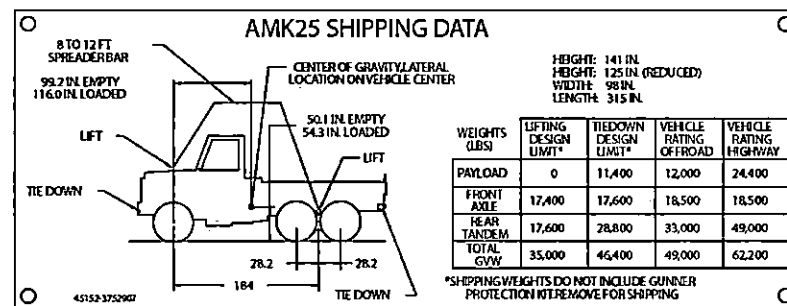 AMK25 SHIPPING DATA
8 TO 12 FT
SPREADER BAR
99.2 IN. EMPTY
116.0 IN. LOADED
CENTER OF GRAVITY, LATERAL
LOCATION ON VEHICLE CENTER
50.1 IN. EMPTY
54.3 IN. LOADED
LIFT
LIFT
TIE DOWN
28.2
28.2
184
TIE DOWN
45152-3752907
HEIGHT: 141 IN.
HEIGHT: 125 IN. (REDUCED)
WIDTH: 98 IN.
LENGTH: 315 IN.
WEIGHTS (LBS) LIFTING DESIGN LIMIT* TIEDOWN DESIGN LIMIT* VEHICLE RATING OFFROAD VEHICLE RATING HIGHWAY
PAYLOAD 0 11,400 12,000 24,400
FRONT AXLE 17,400 17,600 18,500 18,500
REAR TANDEM 17,600 28,800 33,000 49,000
TOTAL GVW 35,000 46,400 49,000 62,200
*SHIPPING WEIGHTS DO NOT INCLUDE GUNNER
PROTECTION KIT.REMOVE FOR SHIPPING